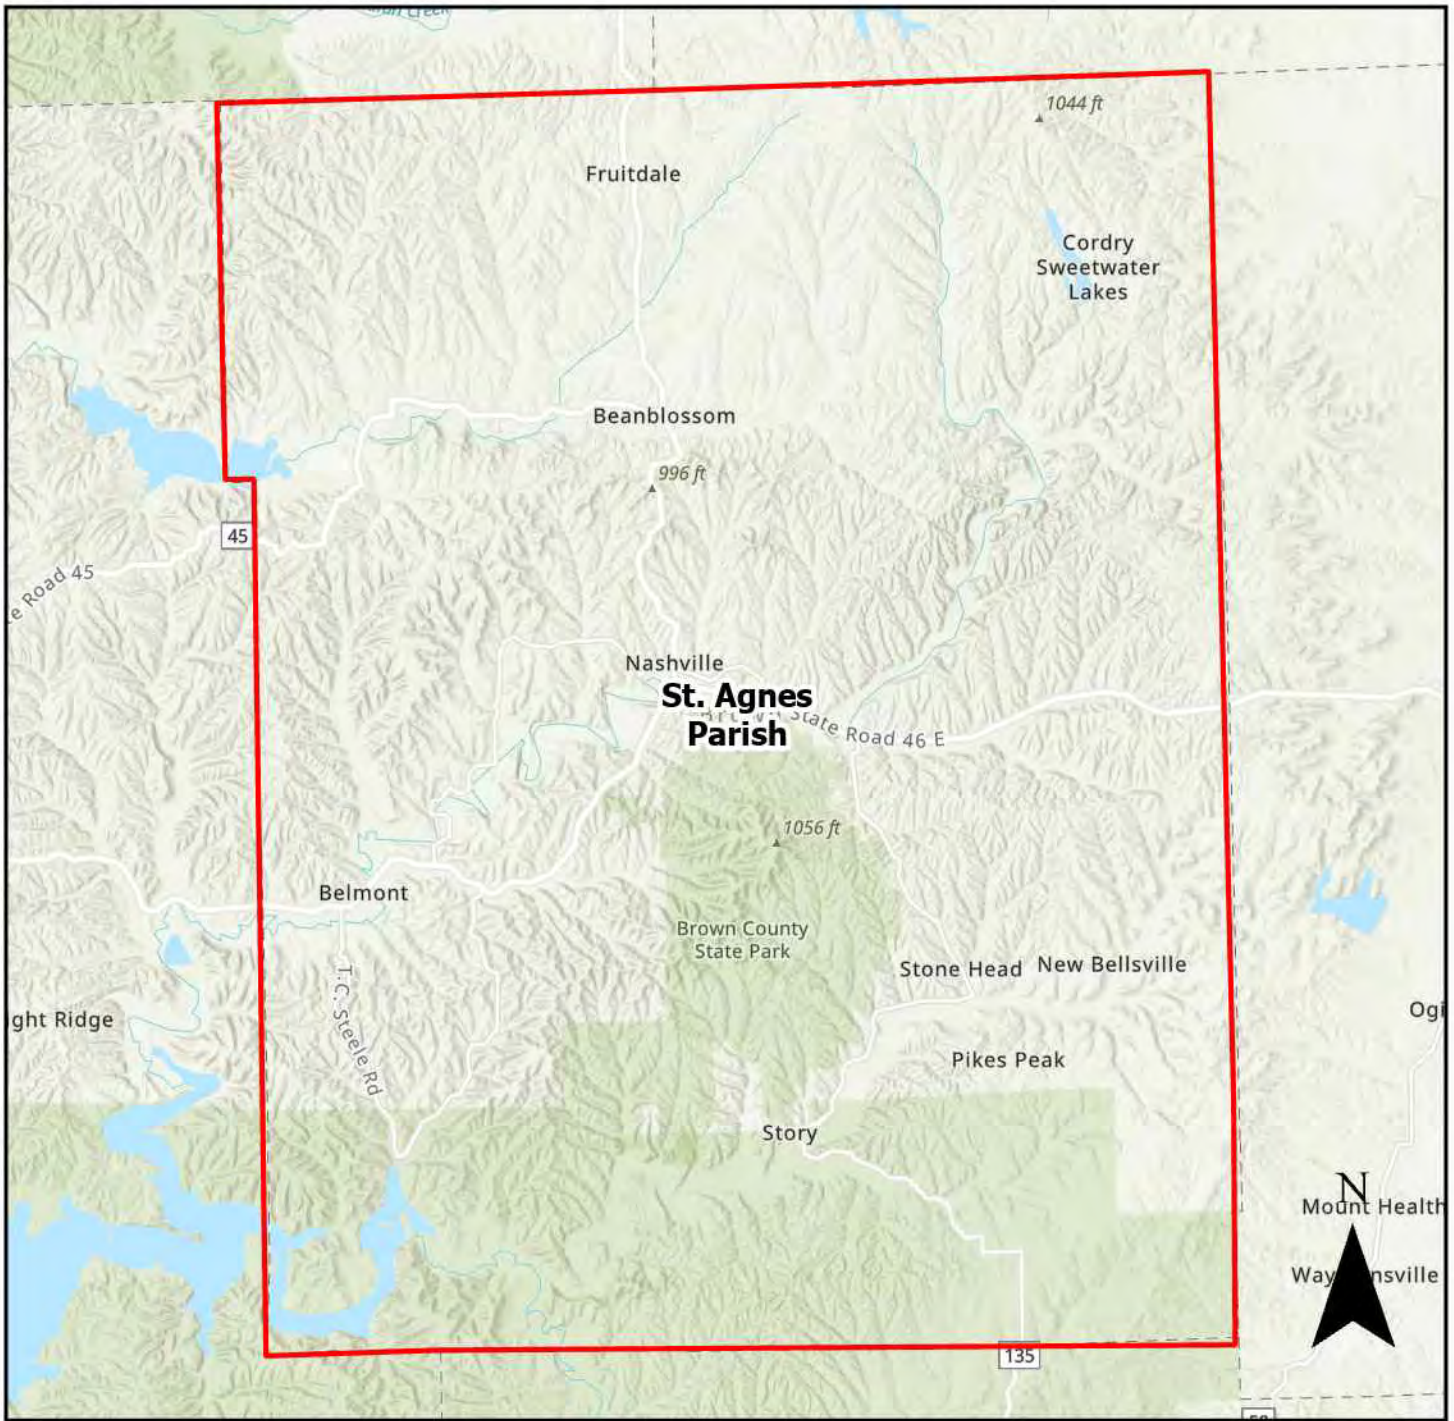 1044 ft
Fruitdale
Cordry
Sweetwater
Lakes
Beanblossom
996 ft
45
e Road 45
Nashville
St. Agnes
Parish
State Road 46 E
1056 ft
Belmont
Brown County
State Park
Stone Head
New Bellsville
T.C. Steele Rd
ght Ridge
Ogi
Pikes Peak
Story
N
Mount Health
135